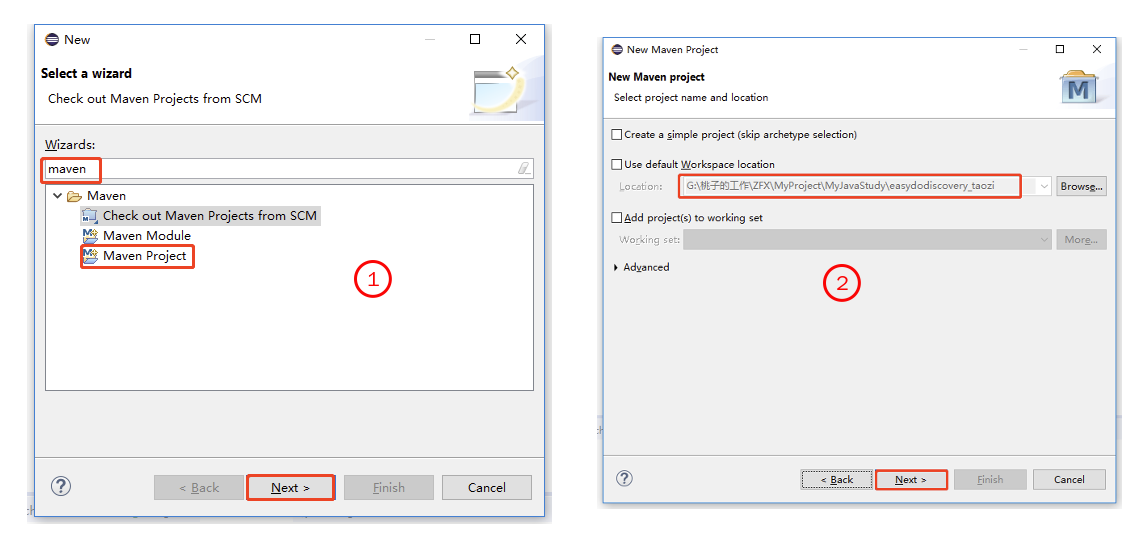 New
Select a wizard
Check out Maven Projects from SCM
Wizards:
maven
Maven
Check out Maven Projects from SCM
Maven Module
Maven Project
1
< Back
Next >
Finish
Cancel
New Maven Project
New Maven project
Select project name and location
Create a simple project (skip archetype selection)
Use default Workspace location
Location:
G:\桃子的工作\ZFX\MyProject\MyJavaStudy\easydodiscovery_taozi
Browse...
Add project(s) to working set
Working set:
More...
Advanced
2
< Back
Next >
Finish
Cancel